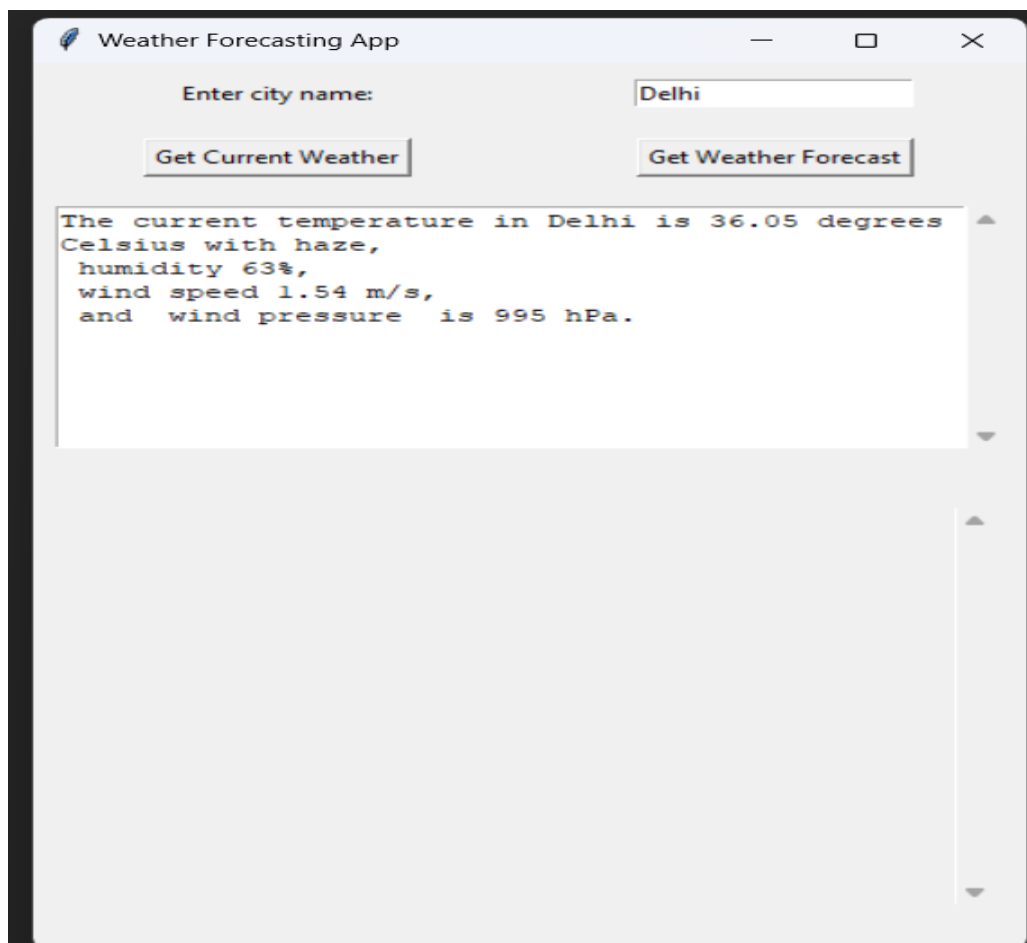 Weather Forecasting App
Enter city name:
Delhi
Get Current Weather
Get Weather Forecast
The current temperature in Delhi is 36.05 degrees
Celsius with haze,
 humidity 63%,
 wind speed 1.54 m/s,
 and  wind pressure  is 995 hPa.